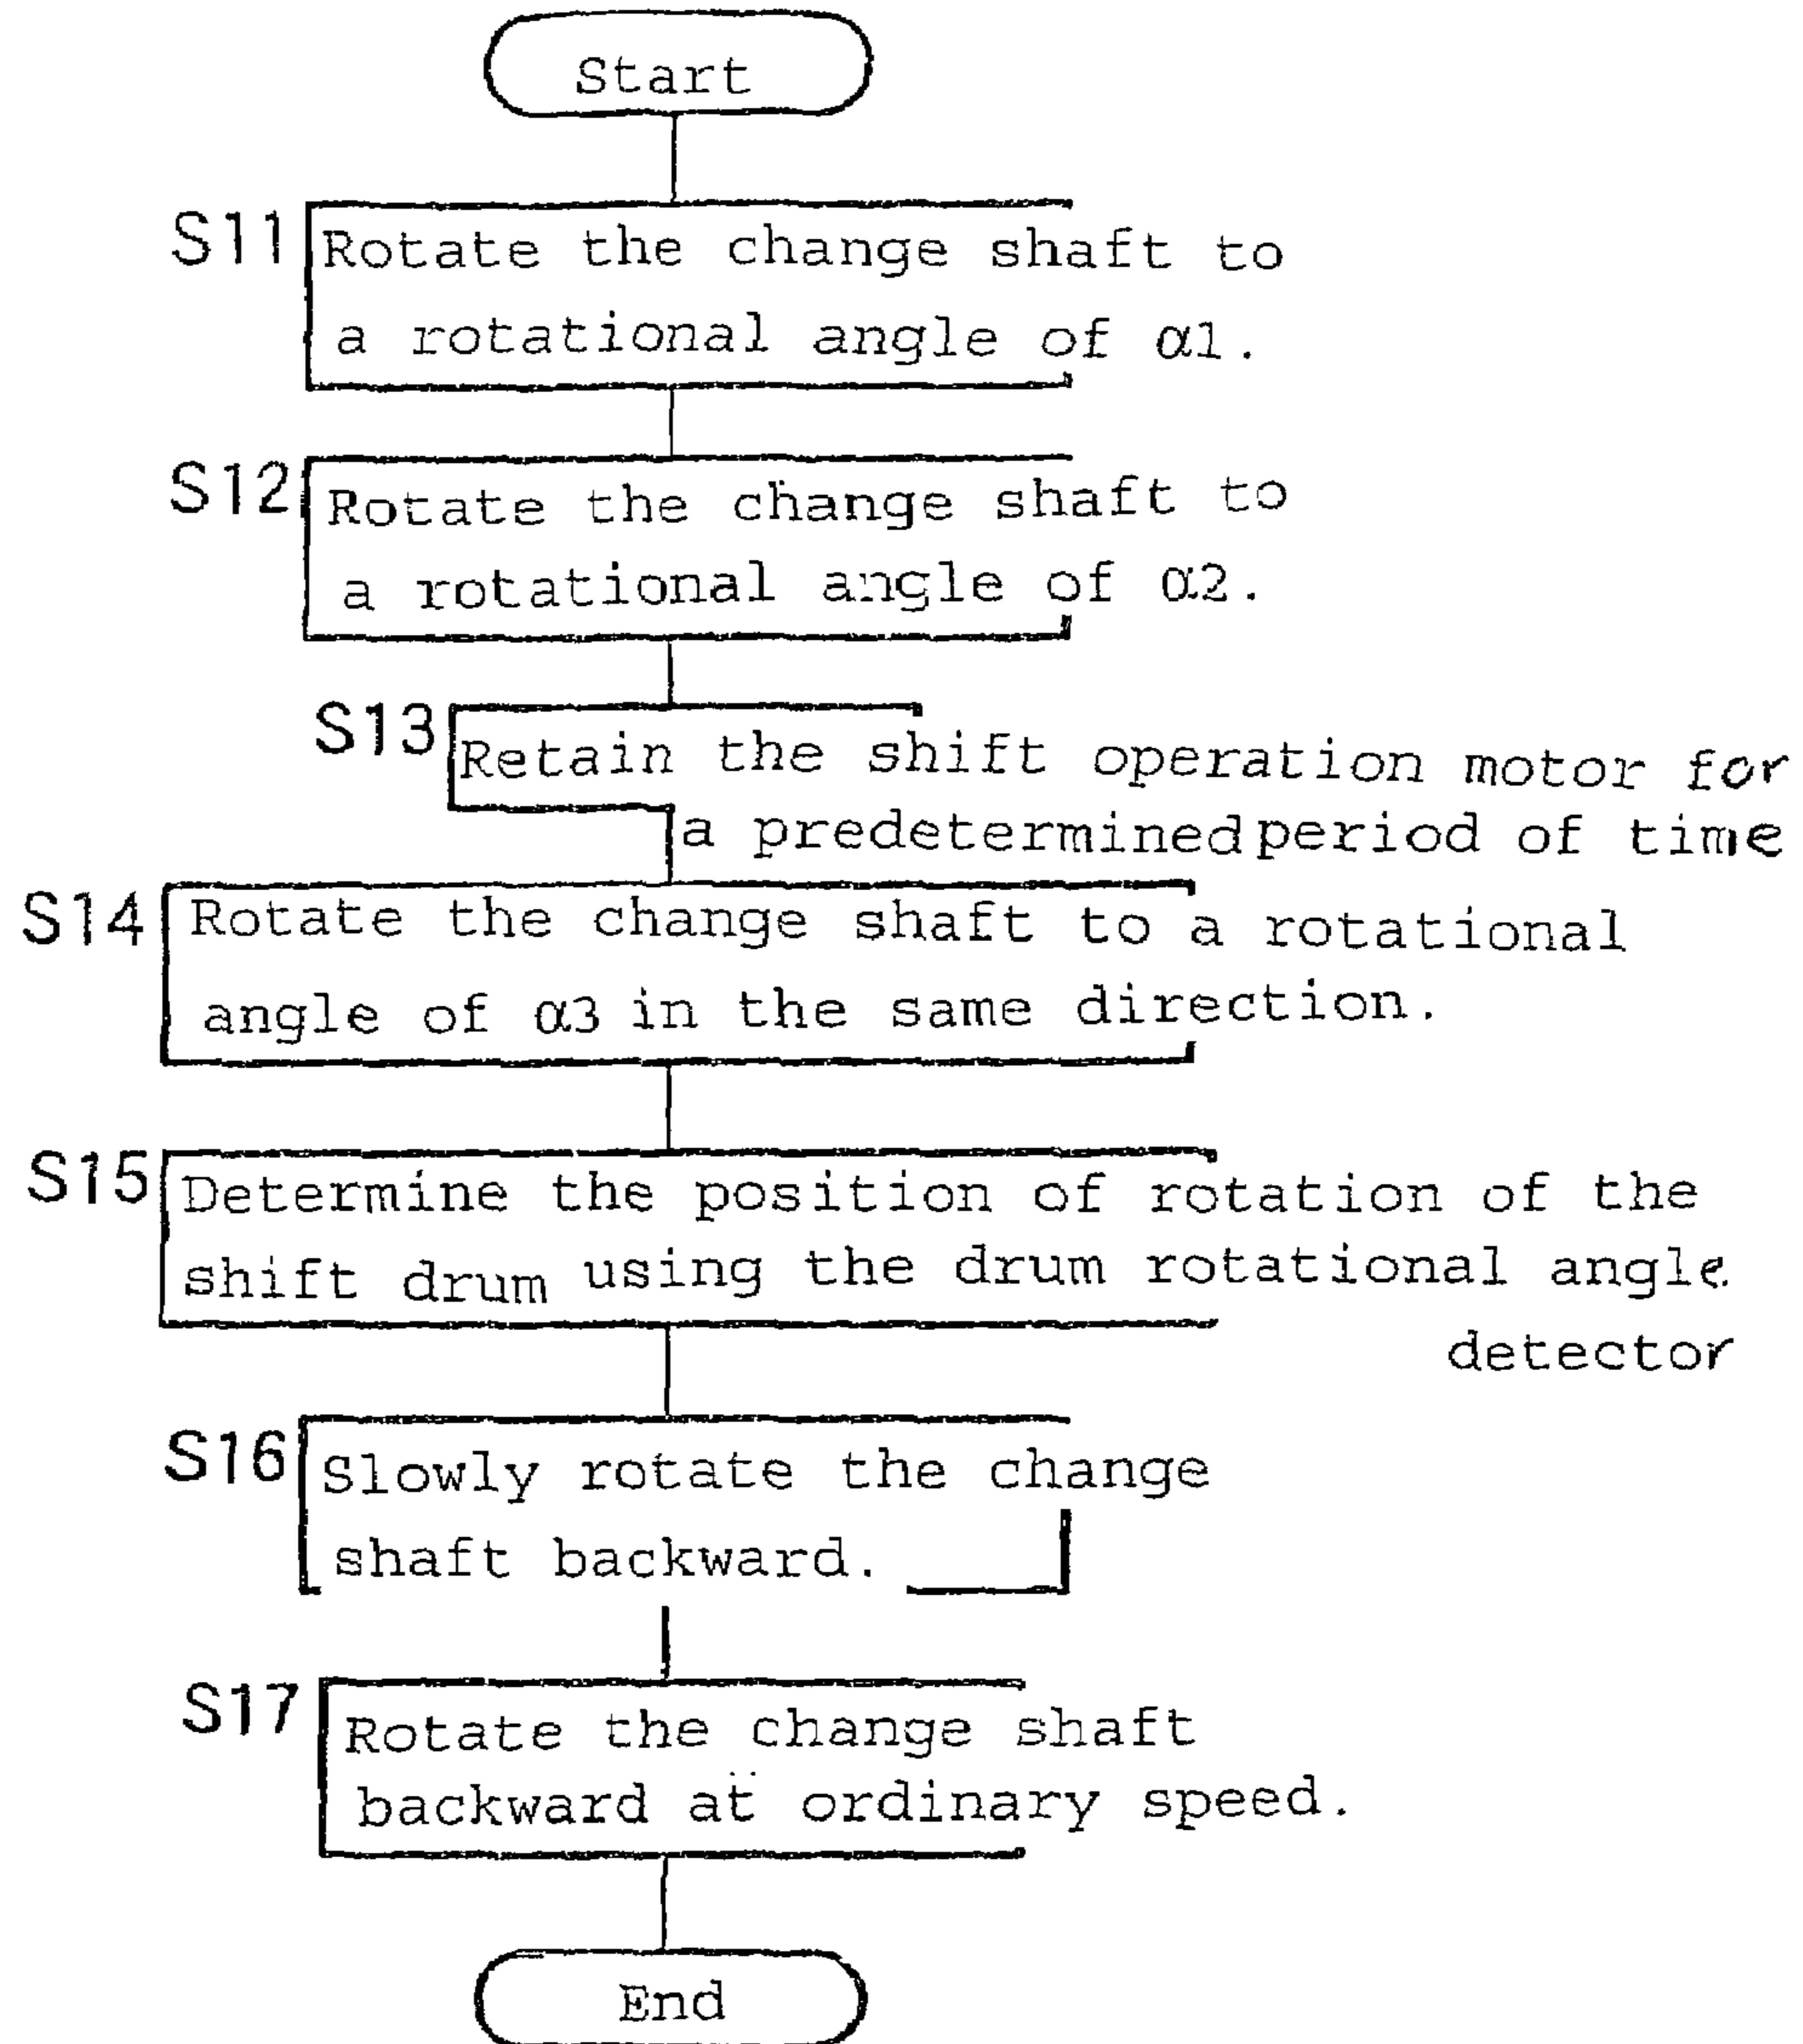 Start
S11
Rotate the change shaft to
a rotational angle of α1.
S12
Rotate the change shaft to
a rotational angle of α2.
S13
Retain the shift operation motor for
a predetermined period of time
S14
Rotate the change shaft to a rotational
angle of α3 in the same direction.
S15
Determine the position of rotation of the
shift drum using the drum rotational angle
detector
S16
Slowly rotate the change
shaft backward.
S17
Rotate the change shaft
backward at ordinary speed.
End